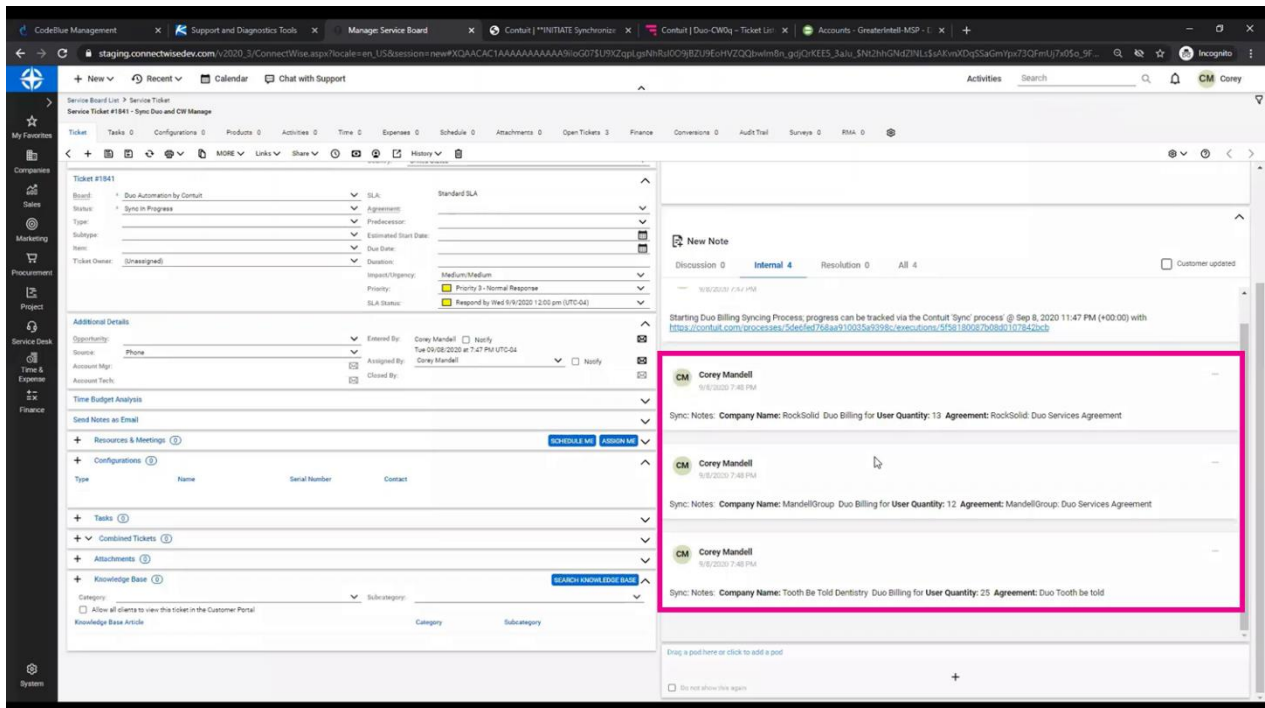 CodeBlue Management
Support and Diagnostics Tools
Manage: Service Board
Contuit | **INITIATE Synchroniz
Contuit | Duo-CW0q – Ticket List
Accounts - GreaterIntell-MSP - D
Incognito
+ New
Recent
Calendar
Chat with Support
Activities
Search
CM Corey
Service Board List > Service Ticket
Service Ticket #1841 - Sync Duo and CW Manage
Ticket
Tasks 0
Configurations 0
Products 0
Activities 0
Time 0
Expenses 0
Schedule 0
Attachments 0
Open Tickets 3
Finance
Conversions 0
Audit Trail
Surveys 0
RMA 0
MORE
Links
Share
History
My Favorites
Companies
Sales
Marketing
Procurement
Project
Service Desk
Time &
Expense
Finance
System
Ticket #1841
Board: * Duo Automation by Contuit
Status: * Sync In Progress
Type:
Subtype:
Item:
Ticket Owner: (Unassigned)
SLA: Standard SLA
Agreement:
Predecessor:
Estimated Start Date:
Due Date:
Duration:
Impact/Urgency: Medium/Medium
Priority: Priority 3 - Normal Response
SLA Status: Respond by Wed 9/9/2020 12:00 pm (UTC-04)
Additional Details
Opportunity:
Source: Phone
Account Mgr:
Account Tech:
Entered By: Corey Mandell Notify
Tue 09/08/2020 at 7:47 PM UTC-04
Assigned By: Corey Mandell Notify
Closed By:
Time Budget Analysis
Send Notes as Email
+ Resources & Meetings (0)
SCHEDULE ME ASSIGN ME
+ Configurations (0)
Type Name Serial Number Contact
+ Tasks (0)
+ Combined Tickets (0)
+ Attachments (0)
+ Knowledge Base (0)
SEARCH KNOWLEDGE BASE
Category: Subcategory:
Allow all clients to view this ticket in the Customer Portal
Knowledge Base Article Category Subcategory
New Note
Discussion 0 Internal 4 Resolution 0 All 4
Customer updated
9/8/2020 7:47 PM
Starting Duo Billing Syncing Process; progress can be tracked via the Contuit 'Sync' process' @ Sep 8, 2020 11:47 PM (+00:00) with
https://contuit.com/processes/5de6fed768aa910035a9398c/executions/5f58180087b08d0107842bcb
CM Corey Mandell
9/8/2020 7:48 PM
Sync: Notes: Company Name: RockSolid Duo Billing for User Quantity: 13 Agreement: RockSolid: Duo Services Agreement
CM Corey Mandell
9/8/2020 7:48 PM
Sync: Notes: Company Name: MandellGroup Duo Billing for User Quantity: 12 Agreement: MandellGroup: Duo Services Agreement
CM Corey Mandell
9/8/2020 7:48 PM
Sync: Notes: Company Name: Tooth Be Told Dentistry Duo Billing for User Quantity: 25 Agreement: Duo Tooth be told
Drag a pod here or click to add a pod
+
Do not show this again